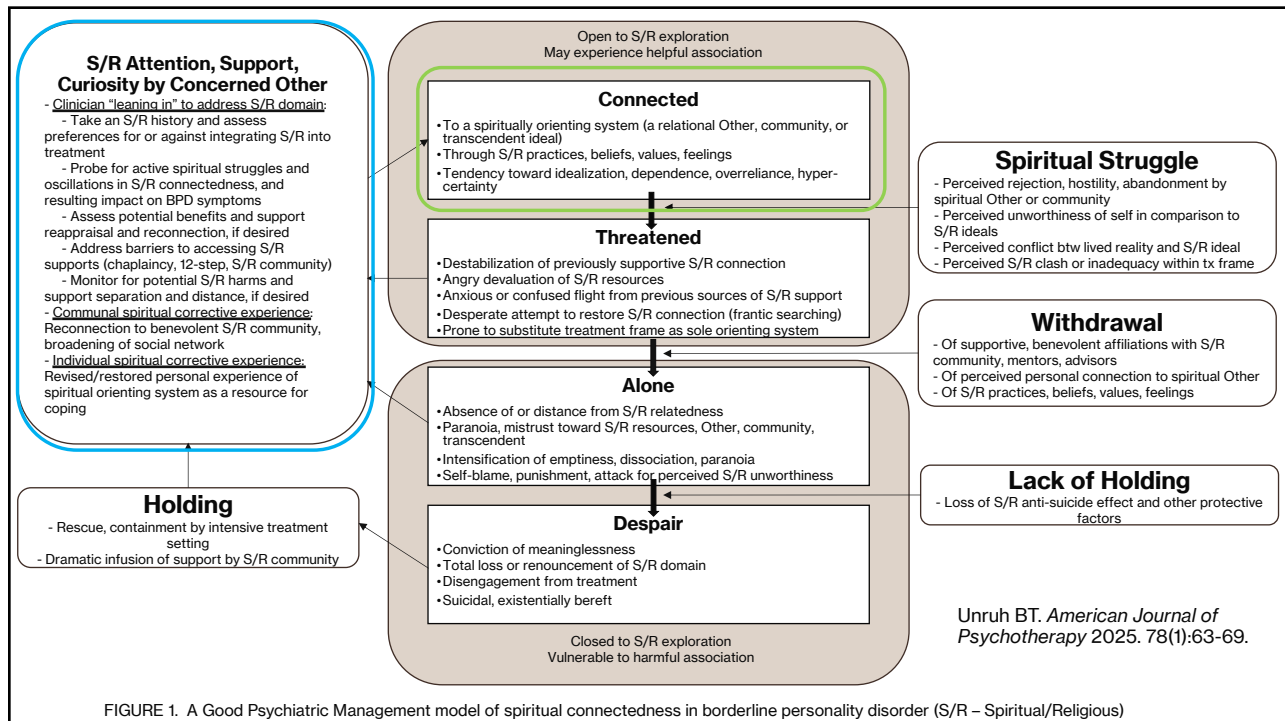 S/R Attention, Support,
Curiosity by Concerned Other
- Clinician "leaning in" to address S/R domain:
- Take an S/R history and assess
preferences for or against integrating S/R into
treatment
- Probe for active spiritual struggles and
oscillations in S/R connectedness, and
resulting impact on BPD symptoms
- Assess potential benefits and support
reappraisal and reconnection, if desired
- Address barriers to accessing S/R
supports (chaplaincy, 12-step, S/R community)
- Monitor for potential S/R harms and
support separation and distance, if desired
- Communal spiritual corrective experience:
Reconnection to benevolent S/R community,
broadening of social network
- Individual spiritual corrective experience:
Revised/restored personal experience of
spiritual orienting system as a resource for
coping
Holding
- Rescue, containment by intensive treatment
setting
- Dramatic infusion of support by S/R community
Open to S/R exploration
May experience helpful association
Connected
•To a spiritually orienting system (a relational Other, community, or
transcendent ideal)
•Through S/R practices, beliefs, values, feelings
•Tendency toward idealization, dependence, overreliance, hyper-
certainty
Threatened
•Destabilization of previously supportive S/R connection
•Angry devaluation of S/R resources
•Anxious or confused flight from previous sources of S/R support
•Desperate attempt to restore S/R connection (frantic searching)
•Prone to substitute treatment frame as sole orienting system
Alone
•Absence of or distance from S/R relatedness
•Paranoia, mistrust toward S/R resources, Other, community,
transcendent
•Intensification of emptiness, dissociation, paranoia
•Self-blame, punishment, attack for perceived S/R unworthiness
Despair
•Conviction of meaninglessness
•Total loss or renouncement of S/R domain
•Disengagement from treatment
•Suicidal, existentially bereft
Closed to S/R exploration
Vulnerable to harmful association
Spiritual Struggle
- Perceived rejection, hostility, abandonment by
spiritual Other or community
- Perceived unworthiness of self in comparison to
S/R ideals
- Perceived conflict btw lived reality and S/R ideal
- Perceived S/R clash or inadequacy within tx frame
Withdrawal
- Of supportive, benevolent affiliations with S/R
community, mentors, advisors
- Of perceived personal connection to spiritual Other
- Of S/R practices, beliefs, values, feelings
Lack of Holding
- Loss of S/R anti-suicide effect and other protective
factors
Unruh BT. American Journal of
Psychotherapy 2025. 78(1):63-69.
FIGURE 1. A Good Psychiatric Management model of spiritual connectedness in borderline personality disorder (S/R – Spiritual/Religious)